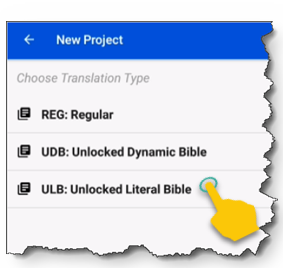 New Project
Choose Translation Type
REG: Regular
UDB: Unlocked Dynamic Bible
ULB: Unlocked Literal Bible